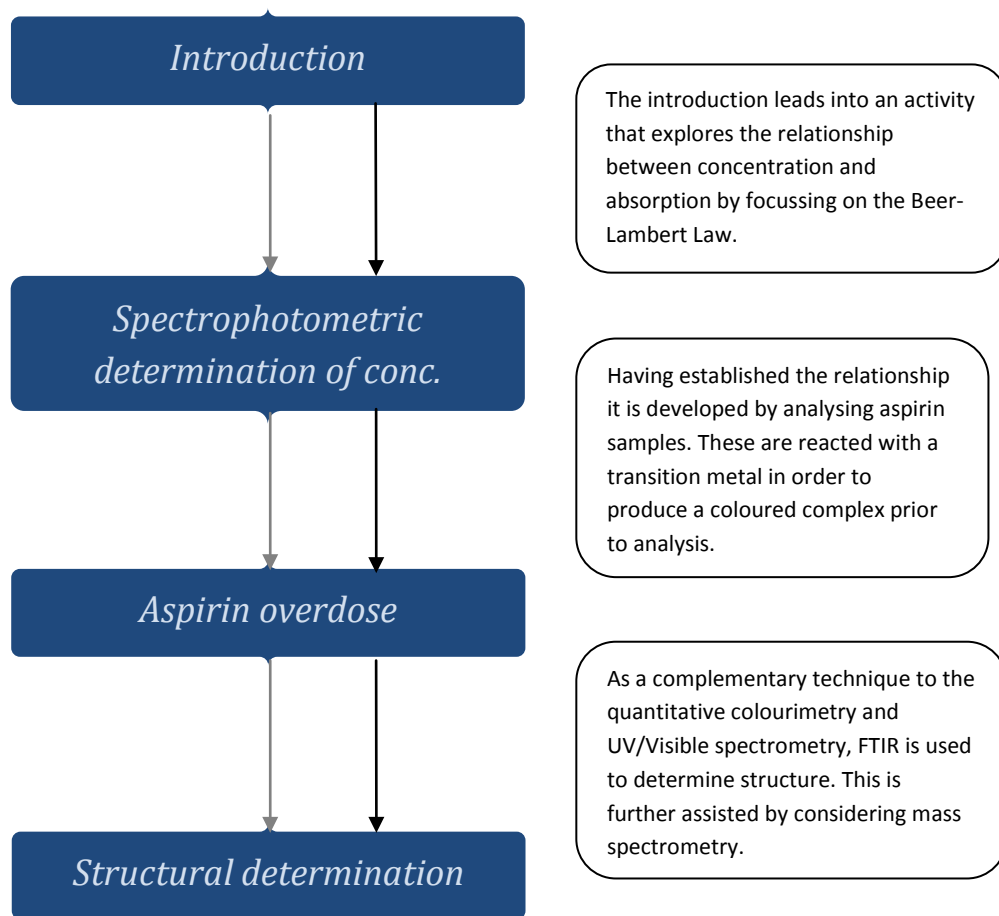 Introduction
The introduction leads into an activity
that explores the relationship
between concentration and
absorption by focussing on the Beer-
Lambert Law.
Spectrophotometric
determination of conc.
Having established the relationship
it is developed by analysing aspirin
samples. These are reacted with a
transition metal in order to
produce a coloured complex prior
to analysis.
Aspirin overdose
As a complementary technique to the
quantitative colourimetry and
UV/Visible spectrometry, FTIR is used
to determine structure. This is
further assisted by considering mass
spectrometry.
Structural determination